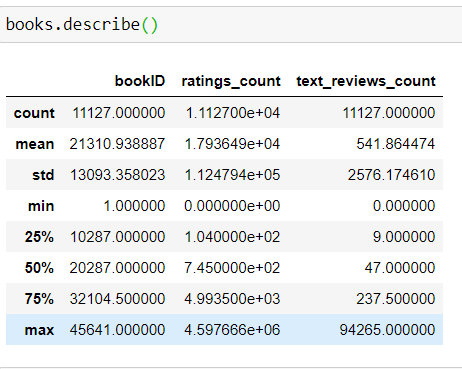 books.describe()
bookID ratings_count text_reviews_count
count 11127.000000 1.112700e+04 11127.000000
mean 21310.938887 1.793649e+04 541.864474
std 13093.358023 1.124794e+05 2576.174610
min 1.000000 0.000000e+00 0.000000
25% 10287.000000 1.040000e+02 9.000000
50% 20287.000000 7.450000e+02 47.000000
75% 32104.500000 4.993500e+03 237.500000
max 45641.000000 4.597666e+06 94265.000000